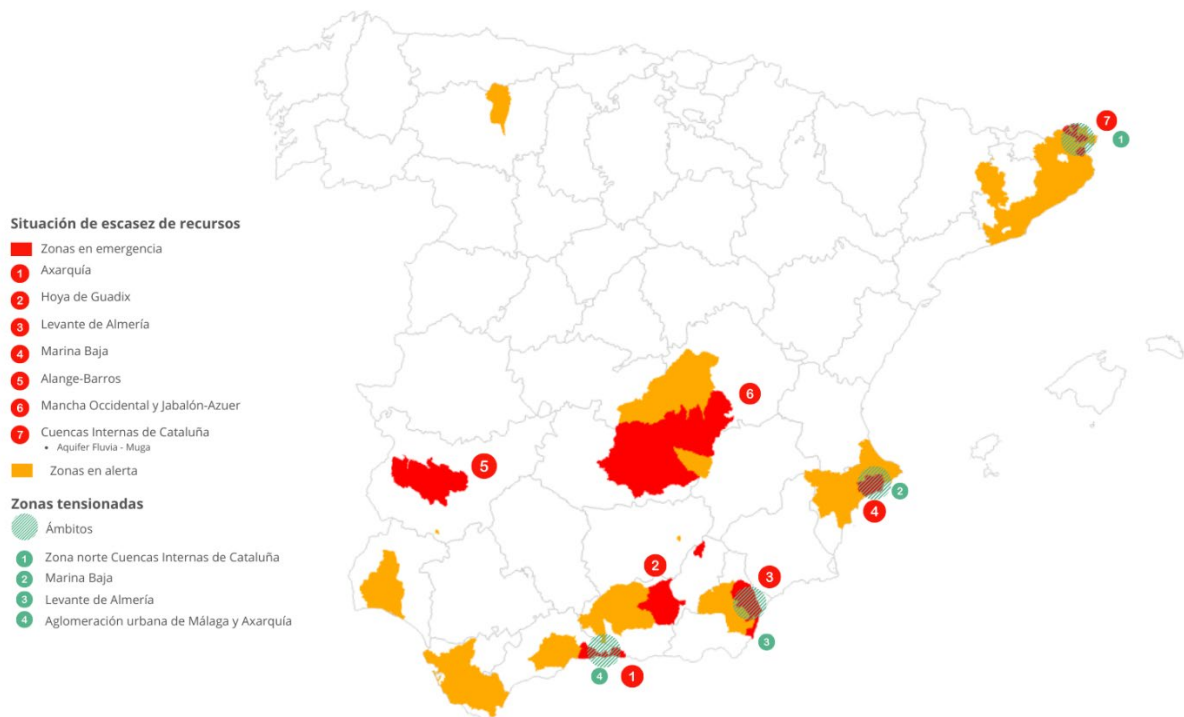 Situación de escasez de recursos
Zonas en emergencia
1 Axarquía
2 Hoya de Guadix
3 Levante de Almería
4 Marina Baja
5 Alange-Barros
6 Mancha Occidental y Jabalón-Azuer
7 Cuencas Internas de Cataluña
• Aquifer Fluvia - Muga
Zonas en alerta
Zonas tensionadas
Ámbitos
1 Zona norte Cuencas Internas de Cataluña
2 Marina Baja
3 Levante de Almería
4 Aglomeración urbana de Málaga y Axarquía
7
1
6
5
2
4
2
3
3
4
1